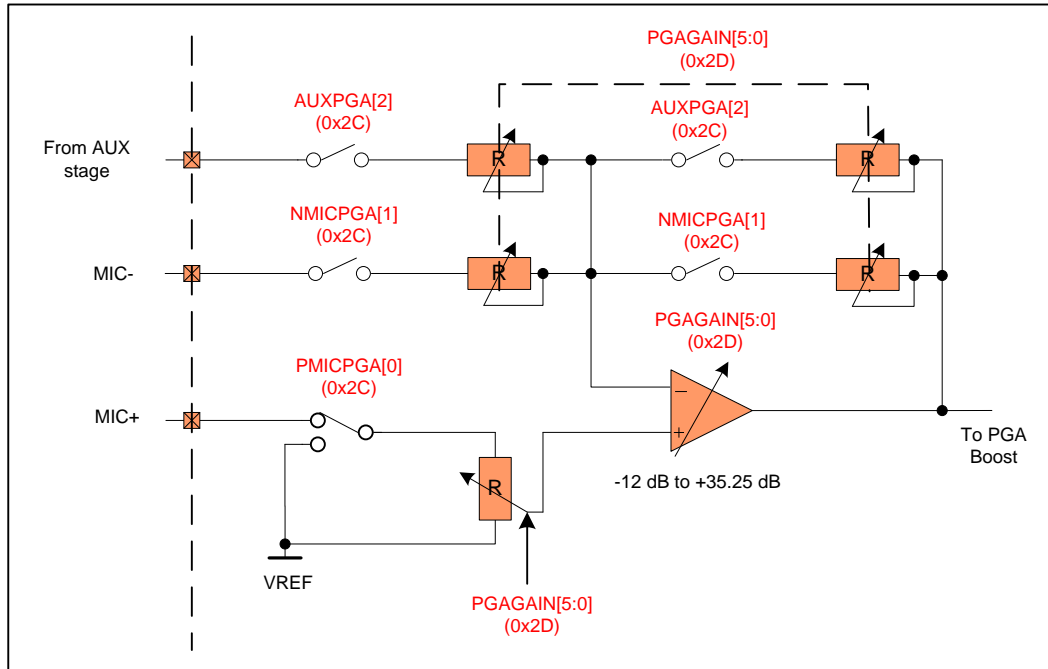 PGAGAIN[5:0]
(0x2D)
AUXPGA[2]
(0x2C)
AUXPGA[2]
(0x2C)
From AUX
stage
R
R
NMICPGA[1]
(0x2C)
NMICPGA[1]
(0x2C)
MIC-
R
R
PGAGAIN[5:0]
(0x2D)
PMICPGA[0]
(0x2C)
MIC+
−
+
To PGA
Boost
R
-12 dB to +35.25 dB
VREF
PGAGAIN[5:0]
(0x2D)